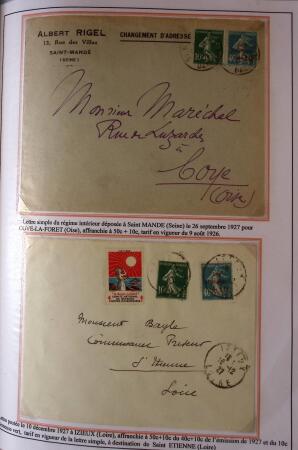 ALBERT RIGEL
CHANGEMENT D'ADRESSE
13, Rue des Villas
SAINT-MANDÉ
(SEINE)
Monsieur Maréchal
Rue de Luzarches
à
Coye
(Oise)
Lettre simple du régime intérieur déposée à Saint MANDE (Seine) le 26 septembre 1927 pour
COYE-LA-FORET (Oise), affranchie à 50c + 10c, tarif en vigueur du 9 août 1926.
Monsieur Bayle
St Etienne
Loire
postée le 10 décembre 1927 à IZIEUX (Loire), affranchie à 50c=10c du 40c+10c de l'émission de 1927 et du 10c
vert, tarif en vigueur de la lettre simple, à destination de Saint ETIENNE (Loire)